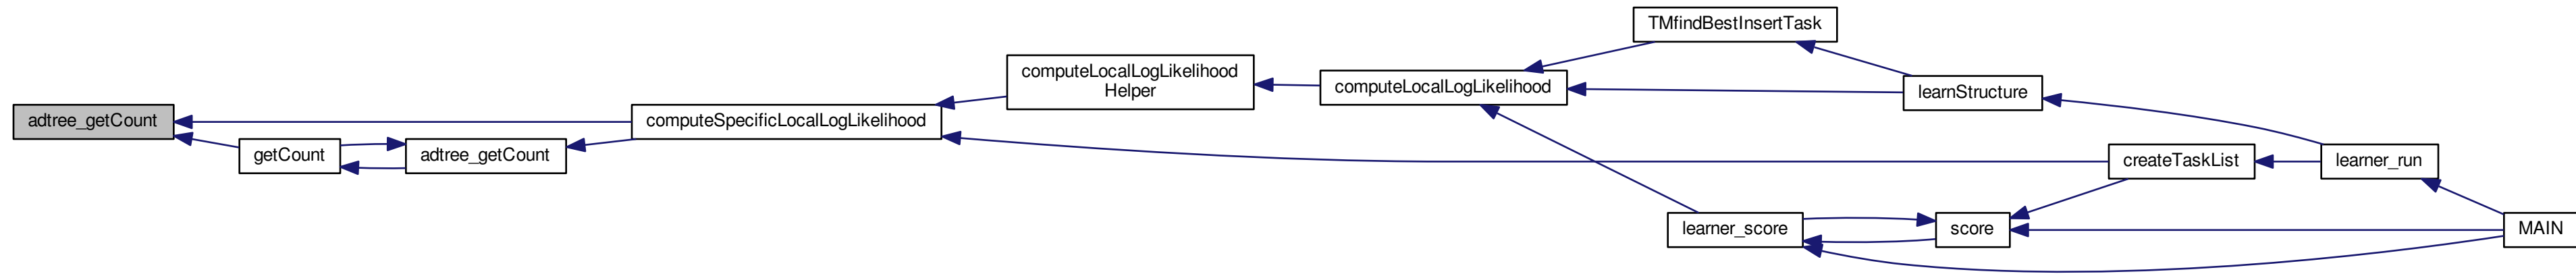 adtree_getCount
getCount
adtree_getCount
computeSpecificLocalLogLikelihood
computeLocalLogLikelihood
Helper
computeLocalLogLikelihood
TMfindBestInsertTask
learnStructure
createTaskList
learner_run
learner_score
score
MAIN